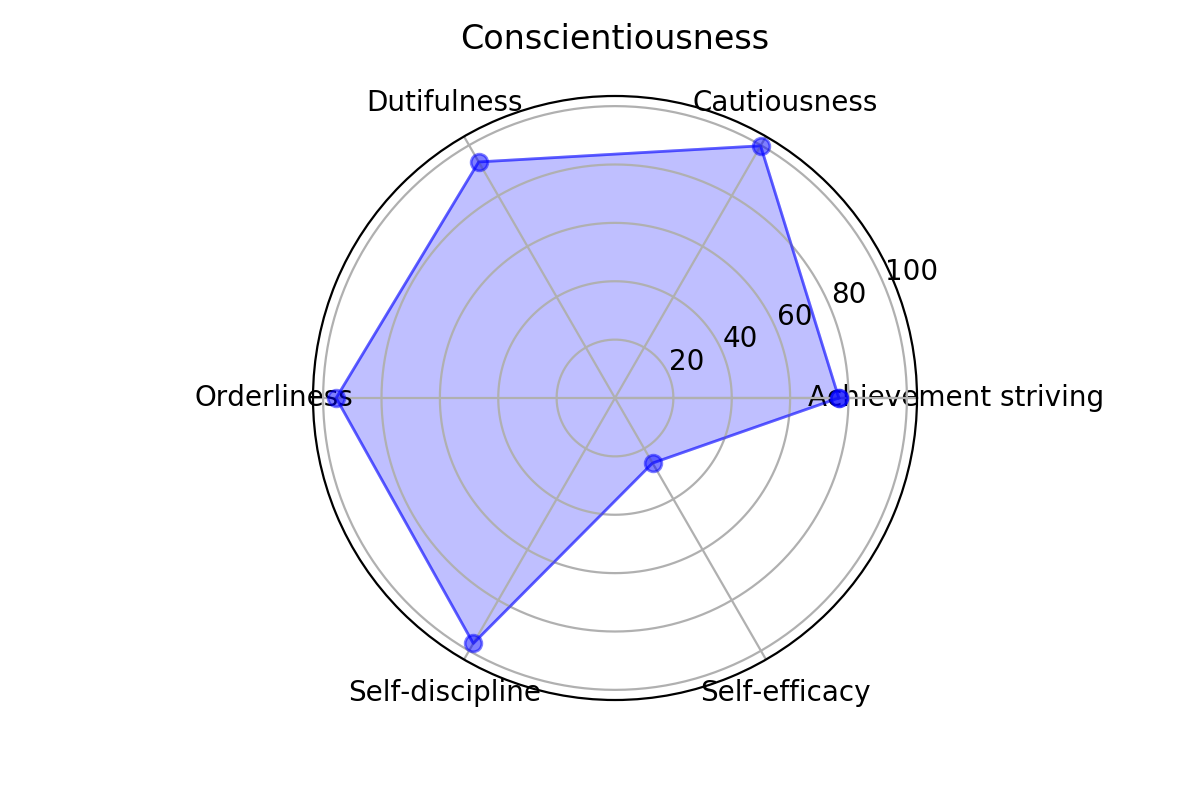 Conscientiousness
Dutifulness
Cautiousness
100
80
60
40
20
Orderliness
Achievement striving
Self-discipline
Self-efficacy